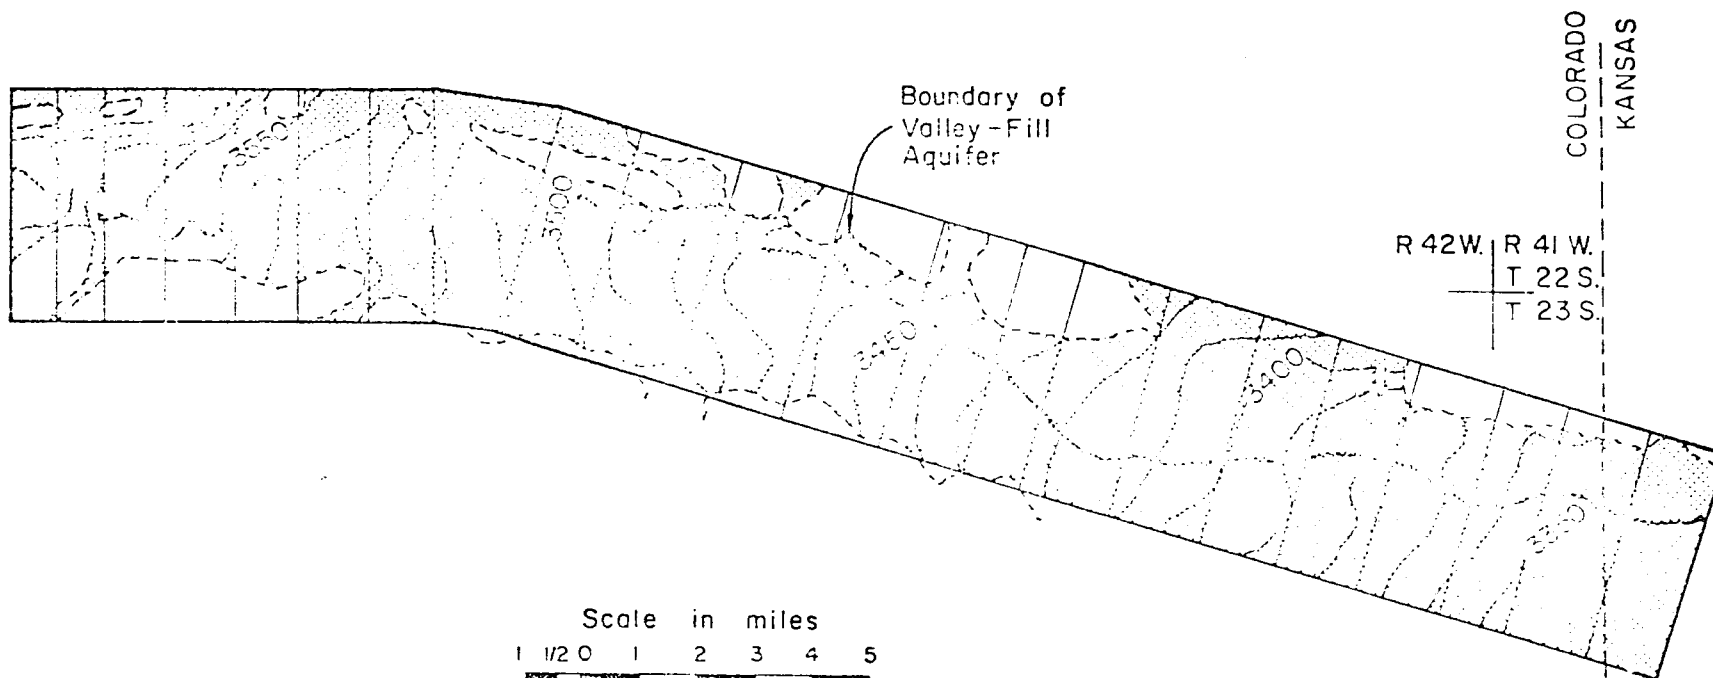 COLORADO
KANSAS
Boundary of
Valley-Fill
Aquifer
3550
3500
R 42W. R 41 W.
T 22 S.
T 23 S.
3450
3400
3350
Scale in miles
1 1/2 0 1 2 3 4 5